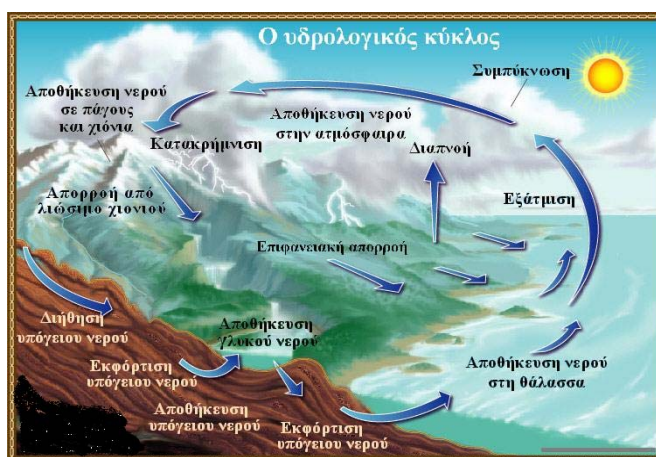 Ο υδρολογικός κύκλος
Συμπύκνωση
Αποθήκευση νερού
σε πάγους
και χιόνια
Αποθήκευση νερού
στην ατμόσφαιρα
Κατακρήμνιση
Διαπνοή
Απορροή από
λιώσιμο χιονιού
Εξάτμιση
Επιφανειακή απορροή
Διήθηση
υπόγειου νερού
Αποθήκευση
γλυκού νερού
Εκφόρτιση
υπόγειου νερού
Αποθήκευση νερού
στη θάλασσα
Αποθήκευση
υπόγειου νερού
Εκφόρτιση
υπόγειου νερού